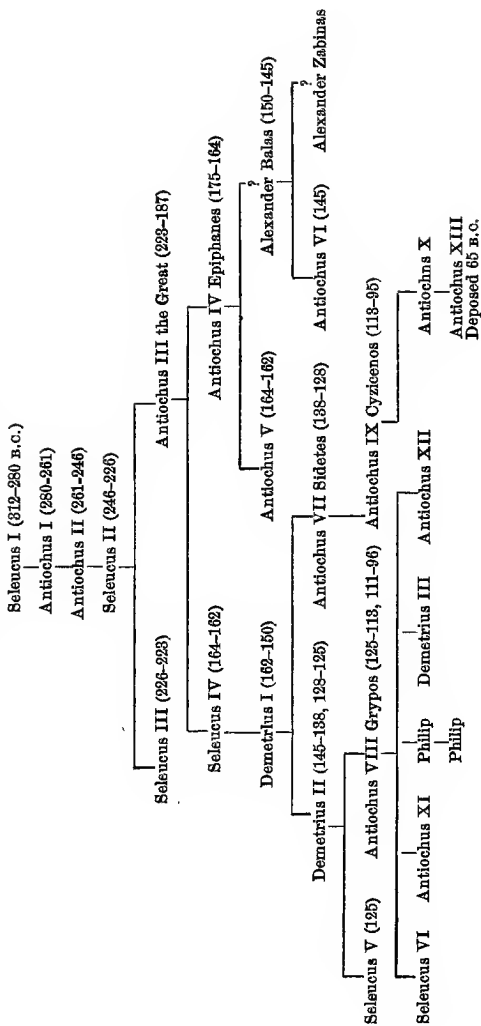 Seleucus I (312–280 B.C.)
Antiochus I (280–261)
Antiochus II (261–246)
Seleucus II (246–226)
Seleucus III (226–223) Antiochus III the Great (223–187)
Seleucus IV (164–162) Antiochus IV Epiphanes (175–164)
?
Demetrius I (162–150) Antiochus V (164–162) Alexander Balas (150–145)
?
Demetrius II (145–138, 128–125) Antiochus VII Sidetes (138–128) Antiochus VI (145) Alexander Zabinas
Seleucus V (125) Antiochus VIII Grypos (125–113, 111–96) Antiochus IX Cyzicenos (113–95)
Seleucus VI Antiochus XI Philip Demetrius III Antiochus XII Antiochns X
Philip Antiochus XIII
Deposed 65 B.C.